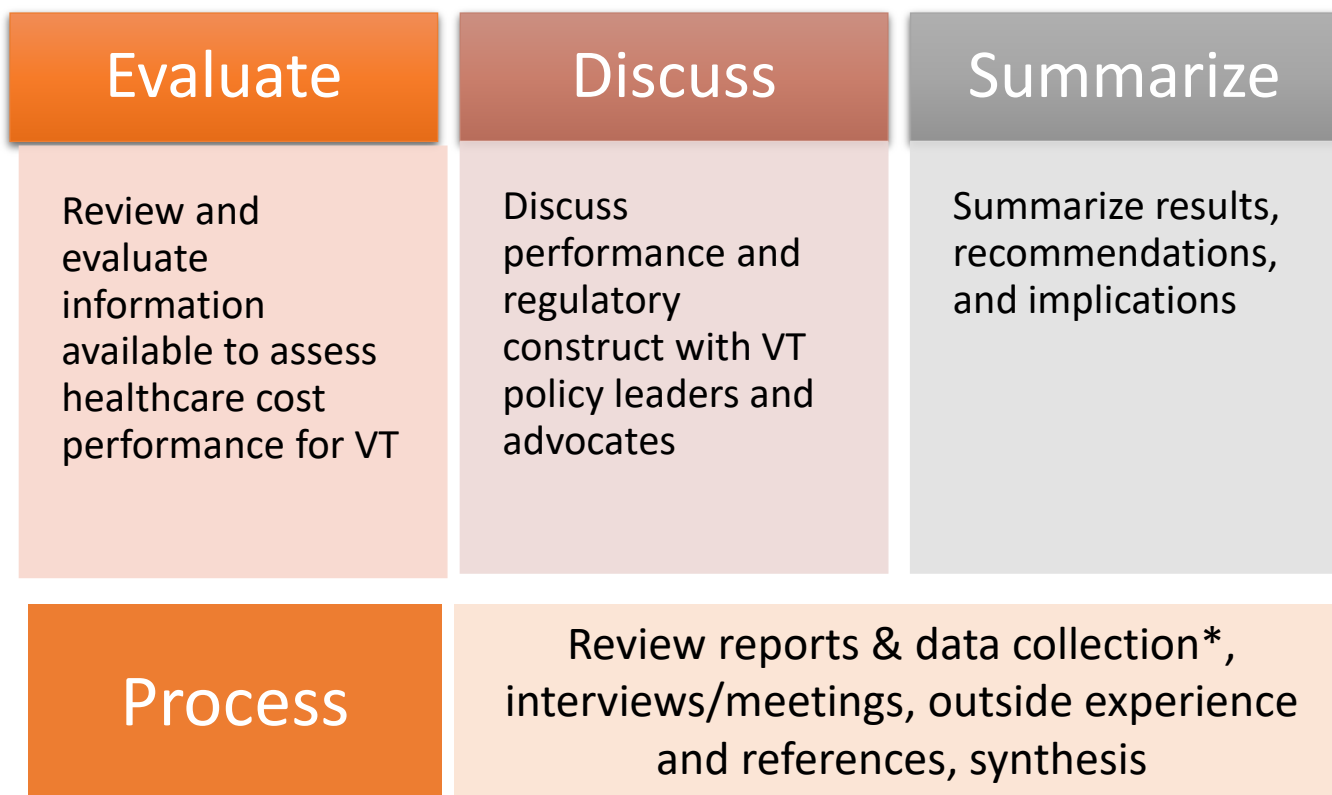 Evaluate
Review and
evaluate
information
available to assess
healthcare cost
performance for VT
Discuss
Discuss
performance and
regulatory
construct with VT
policy leaders and
advocates
Summarize
Summarize results,
recommendations,
and implications
Process
Review reports & data collection*,
interviews/meetings, outside experience
and references, synthesis